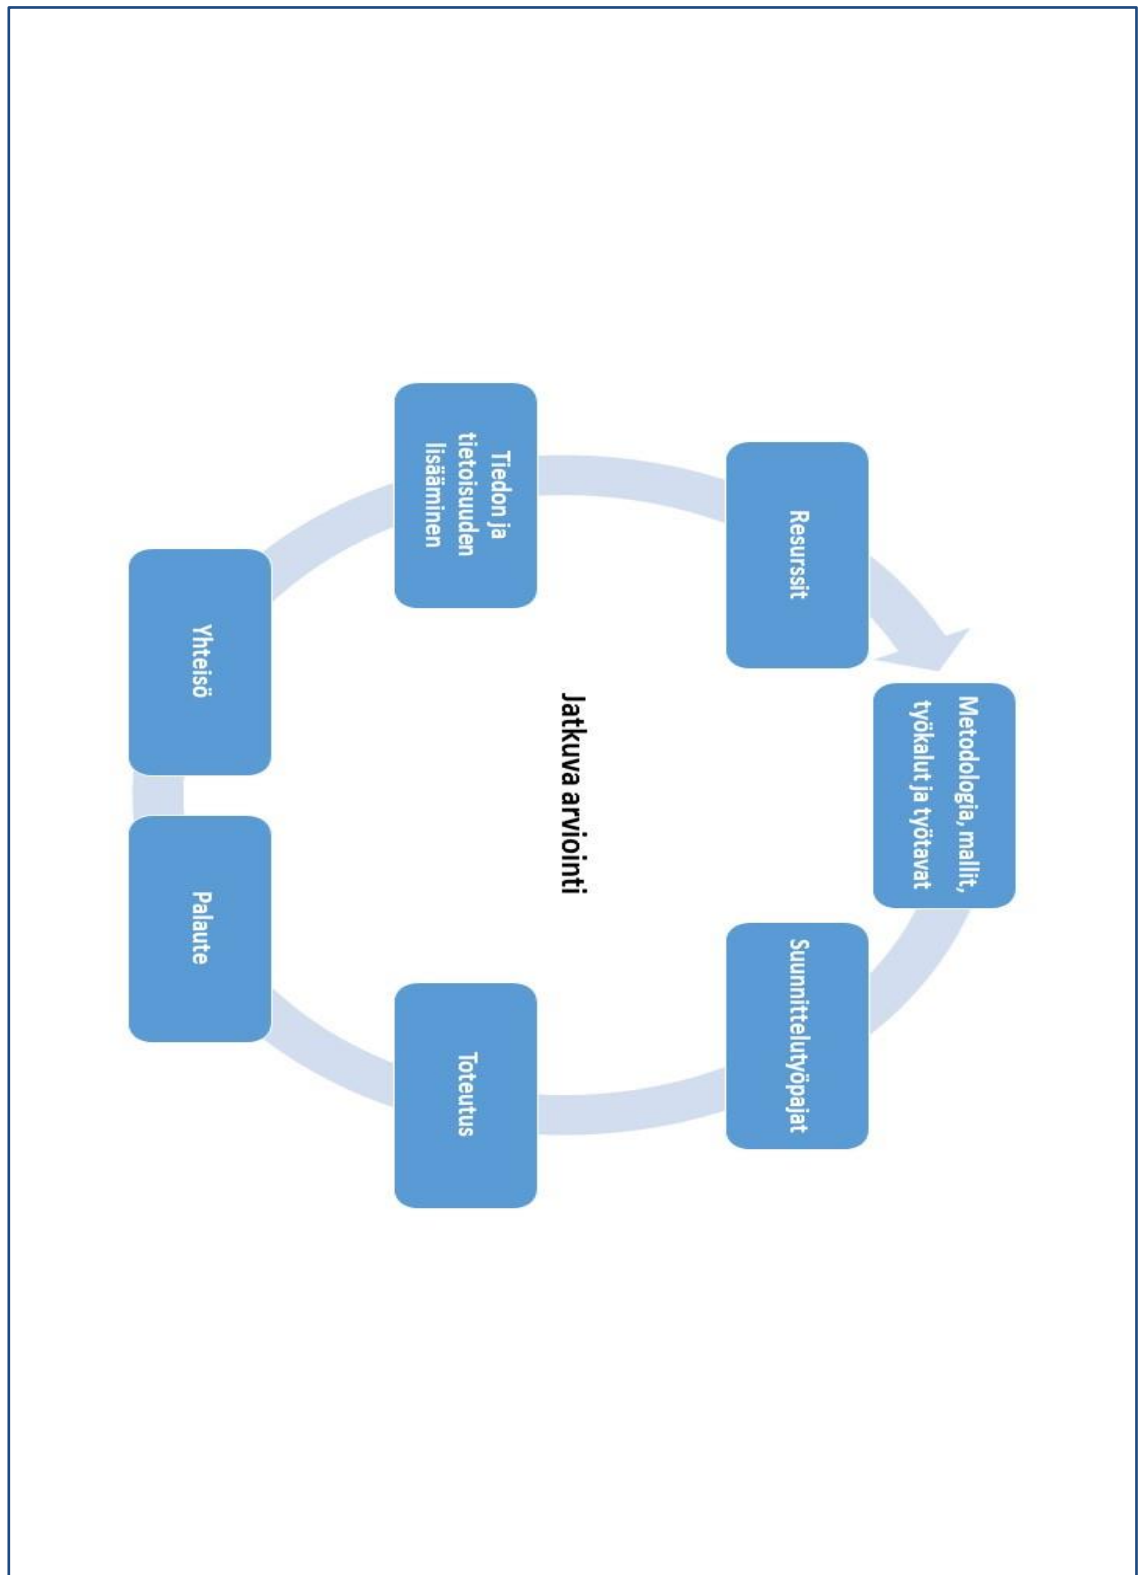 Metodologia, mallit,
työkalut ja työtavat
Resurssit
Suunnittelutyöpajat
Jatkuva arviointi
Tiedon ja
tietoisuuden
lisääminen
Toteutus
Yhteisö
Palaute